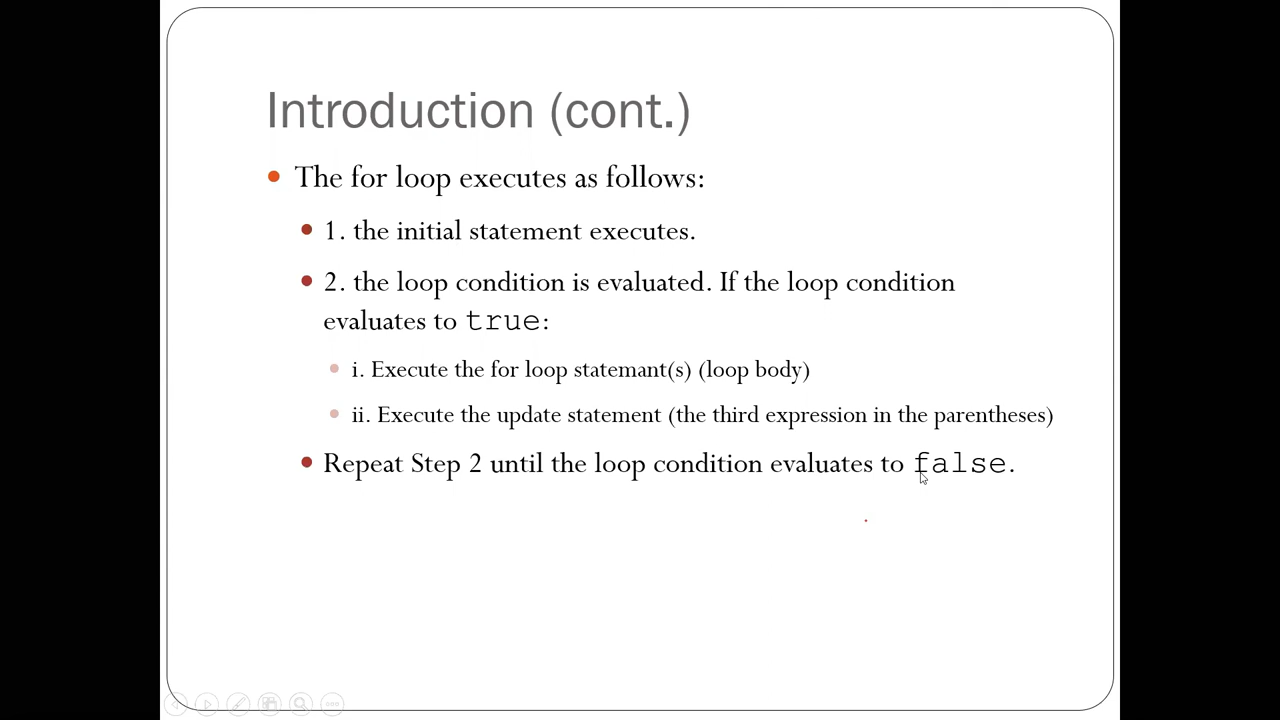 Introduction (cont.)
The for loop executes as follows:
1. the initial statement executes.
2. the loop condition is evaluated. If the loop condition
evaluates to true:
i. Execute the for loop statemant(s) (loop body)
ii. Execute the update statement (the third expression in the parentheses)
Repeat Step 2 until the loop condition evaluates to false.